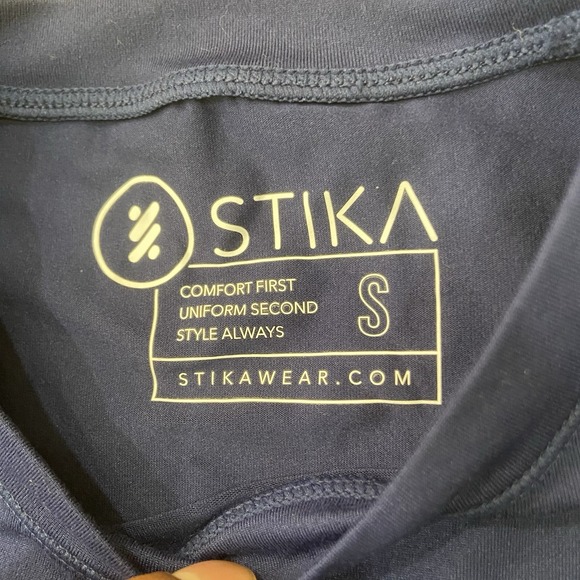 STIKA
COMFORT FIRST
UNIFORM SECOND
STYLE ALWAYS
S
STIKAWEAR.COM